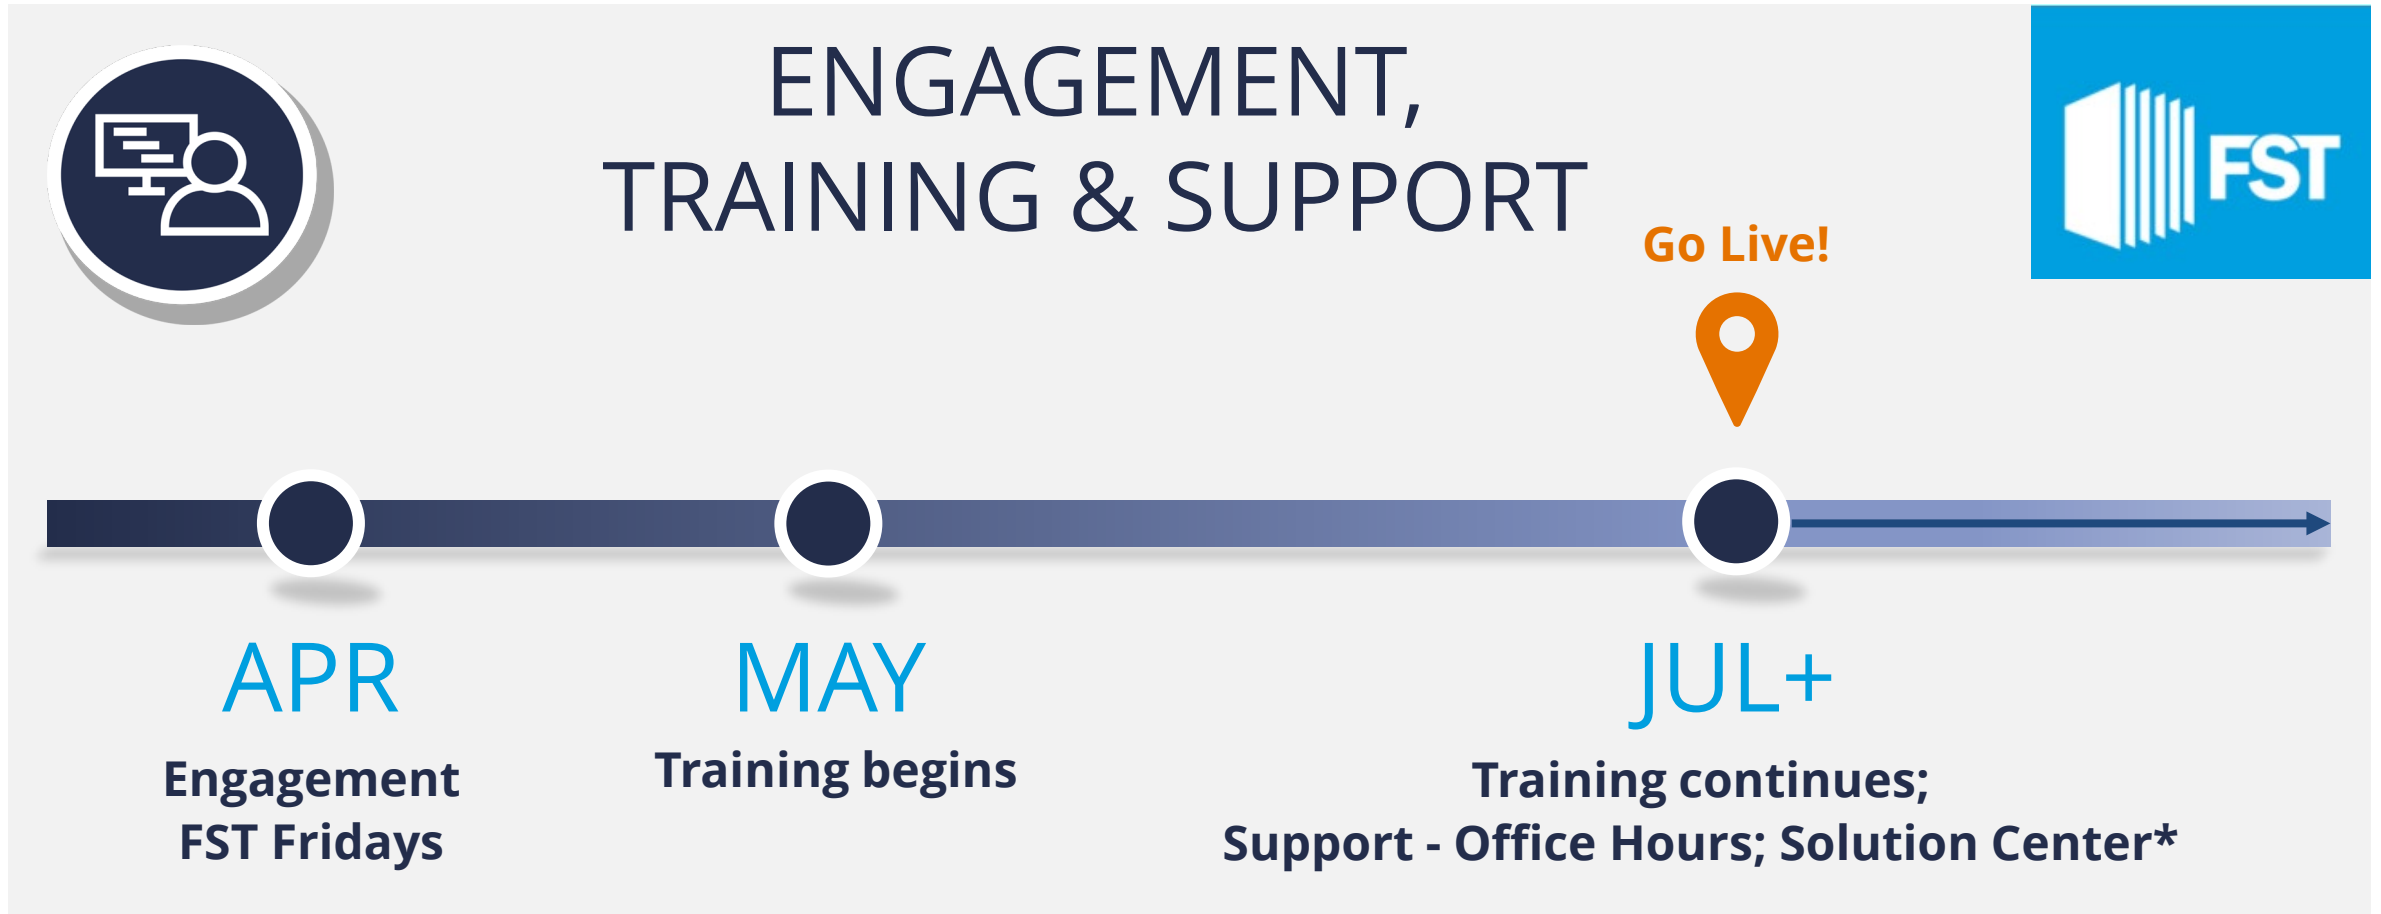 ENGAGEMENT,
TRAINING & SUPPORT
FST
Go Live!
APR
Engagement
FST Fridays
MAY
Training begins
JUL+
Training continues;
Support - Office Hours; Solution Center*